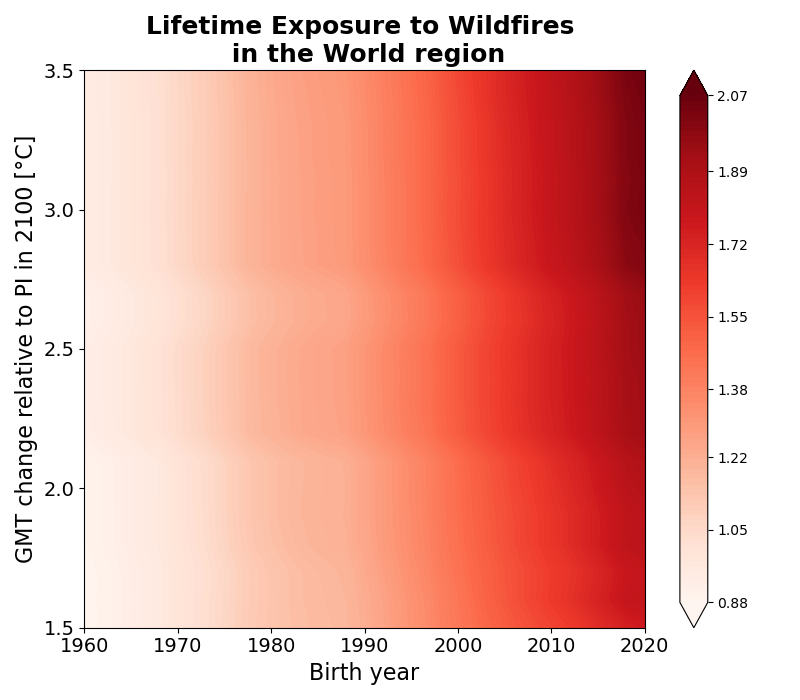 Lifetime Exposure to Wildfires
in the World region
GMT change relative to PI in 2100 [°C]
3.5
3.0
2.5
2.0
1.5
1960 1970 1980 1990 2000 2010 2020
Birth year
2.07
1.89
1.72
1.55
1.38
1.22
1.05
0.88